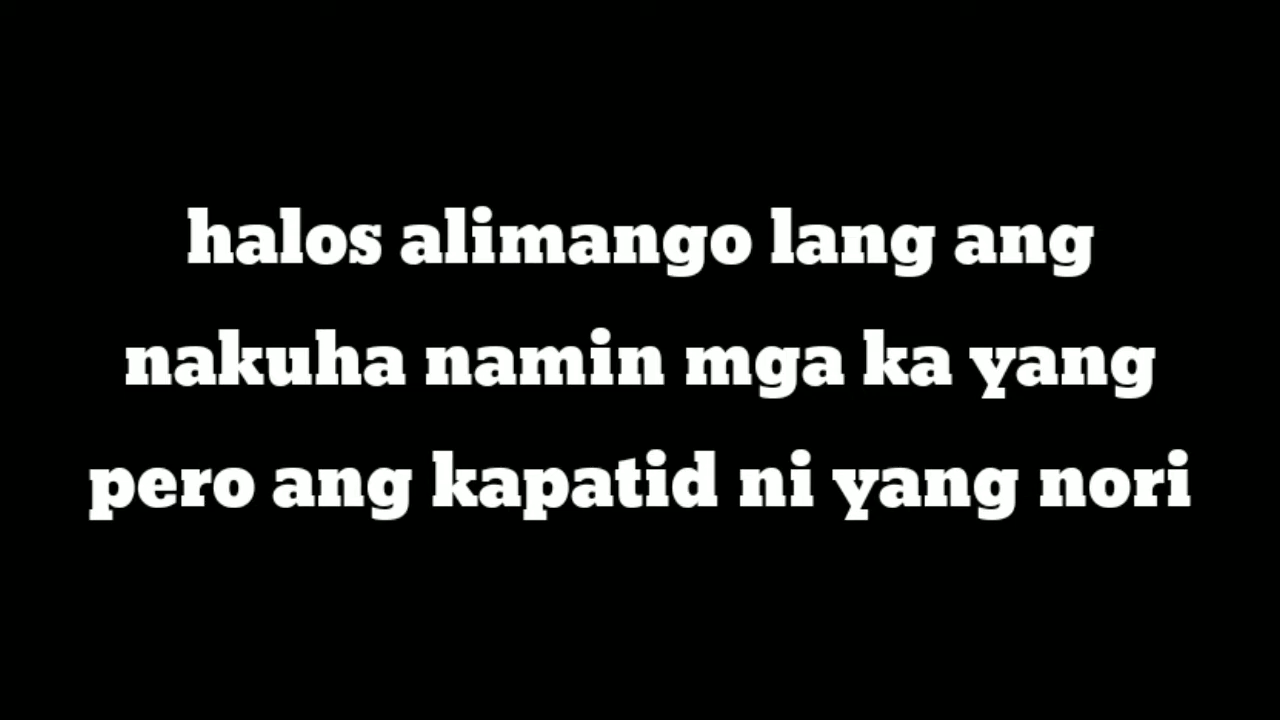 halos alimango lang ang
nakuha namin mga ka yang
pero ang kapatid ni yang nori